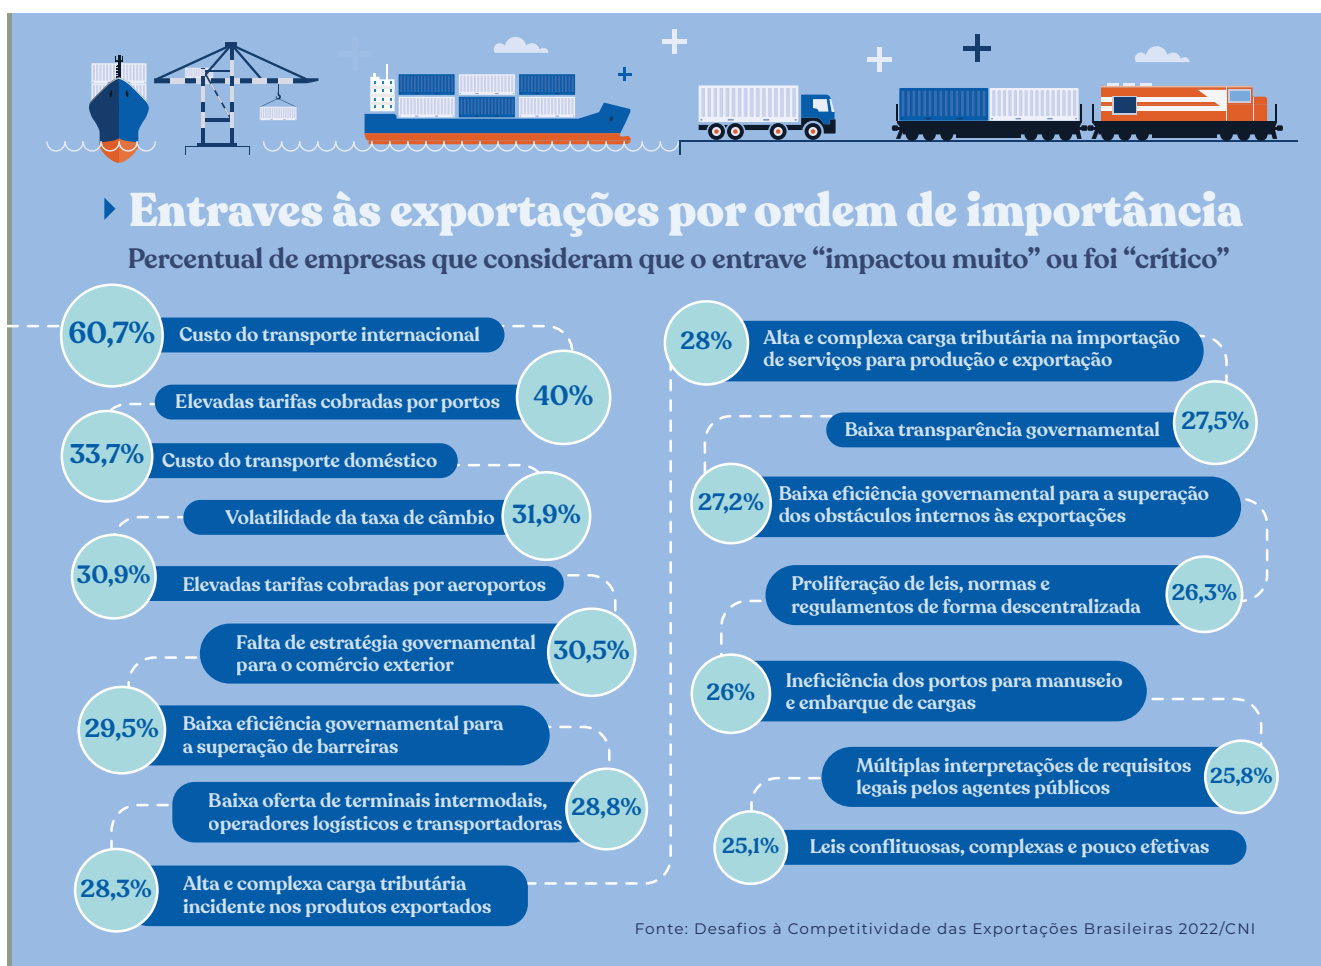 Entraves às exportações por ordem de importância
Percentual de empresas que consideram que o entrave “impactou muito” ou foi “crítico”
60,7%
Custo do transporte internacional
Elevadas tarifas cobradas por portos
40%
33,7%
Custo do transporte doméstico
Volatilidade da taxa de câmbio
31,9%
30,9%
Elevadas tarifas cobradas por aeroportos
Falta de estratégia governamental
para o comércio exterior
30,5%
29,5%
Baixa eficiência governamental para
a superação de barreiras
Baixa oferta de terminais intermodais,
operadores logísticos e transportadoras
28,8%
28,3%
Alta e complexa carga tributária
incidente nos produtos exportados
28%
Alta e complexa carga tributária na importação
de serviços para produção e exportação
Baixa transparência governamental
27,5%
27,2%
Baixa eficiência governamental para a superação
dos obstáculos internos às exportações
Proliferação de leis, normas e
regulamentos de forma descentralizada
26,3%
26%
Ineficiência dos portos para manuseio
e embarque de cargas
Múltiplas interpretações de requisitos
legais pelos agentes públicos
25,8%
25,1%
Leis conflituosas, complexas e pouco efetivas
Fonte: Desafios à Competitividade das Exportações Brasileiras 2022/CNI